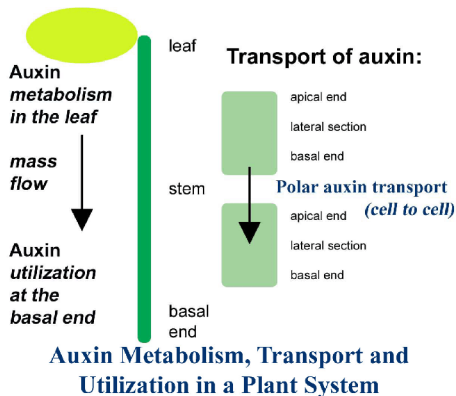 leaf
Auxin
metabolism
in the leaf
mass
flow
stem
Auxin
utilization
at the
basal end
basal
end
Transport of auxin:
apical end
lateral section
basal end
Polar auxin transport
(cell to cell)
apical end
lateral section
basal end
Auxin Metabolism, Transport and
Utilization in a Plant System